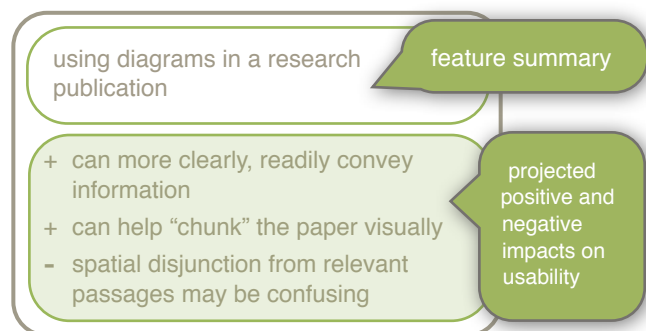 using diagrams in a research
publication
feature summary
+ can more clearly, readily convey
information
+ can help “chunk” the paper visually
- spatial disjunction from relevant
passages may be confusing
projected
positive and
negative
impacts on
usability